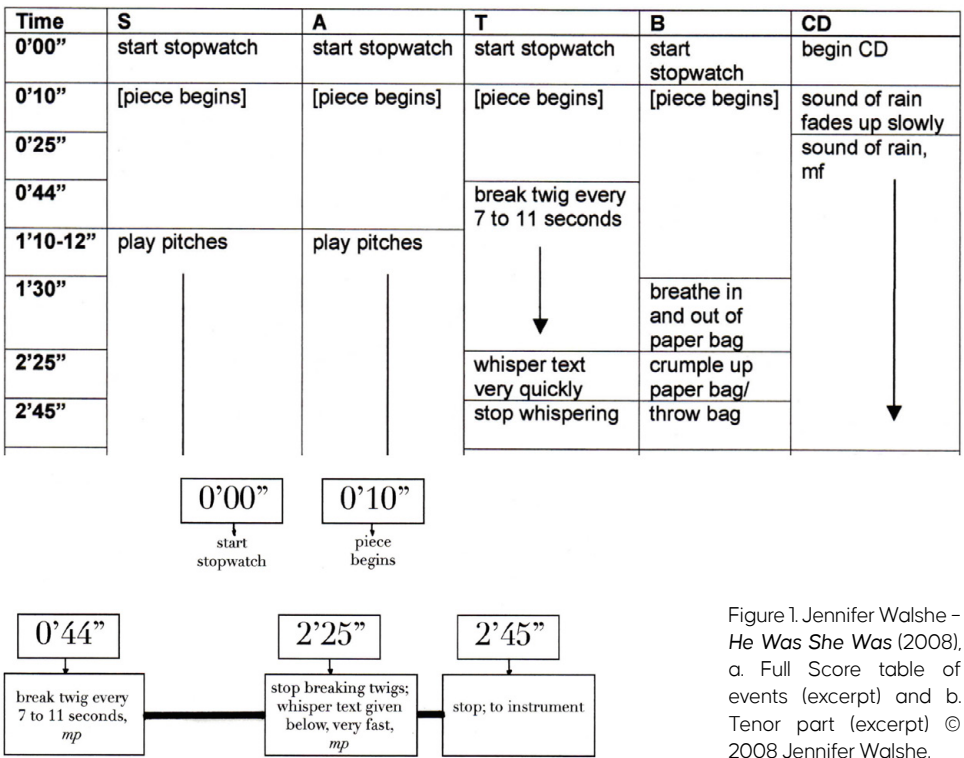 Time S A T B CD
0'00” start stopwatch start stopwatch start stopwatch start begin CD
stopwatch
0'10” [piece begins] [piece begins] [piece begins] [piece begins] sound of rain
fades up slowly
0'25” sound of rain,
mf
0'44” break twig every
7 to 11 seconds
1'10-12” play pitches play pitches
1'30” breathe in
and out of
paper bag
2'25” whisper text crumple up
very quickly paper bag/
2'45” stop whispering throw bag
0'00” 0'10”
start piece
stopwatch begins
0'44” 2'25” 2'45”
break twig every
7 to 11 seconds,
mp
stop breaking twigs;
whisper text given
below, very fast,
mp
stop; to instrument
Figure 1. Jennifer Walshe –
He Was She Was (2008),
a. Full Score table of
events (excerpt) and b.
Tenor part (excerpt) ©
2008 Jennifer Walshe.